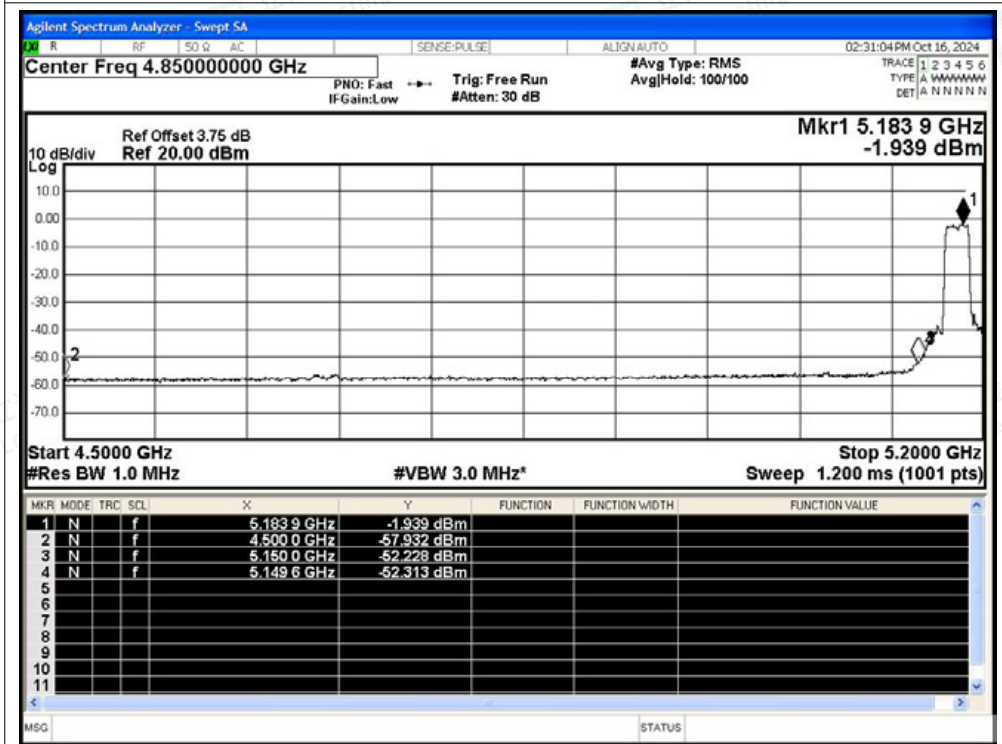 Agilent Spectrum Analyzer - Swept SA
R RF 50 Ω AC SENSE:PULSE ALIGN AUTO 02:31:04 PM Oct 16, 2024
Center Freq 4.850000000 GHz
PNO: Fast
IFGain:Low
Trig: Free Run
#Atten: 30 dB
#Avg Type: RMS
Avg|Hold: 100/100
TRACE 1 2 3 4 5 6
TYPE A WWWWW
DET A N N N N N
Mkr1 5.183 9 GHz
-1.939 dBm
Ref Offset 3.75 dB
10 dB/div Ref 20.00 dBm
Log
10.0
0.00
-10.0
-20.0
-30.0
-40.0
-50.0
-60.0
-70.0
1
2
Start 4.5000 GHz Stop 5.2000 GHz
#Res BW 1.0 MHz #VBW 3.0 MHz* Sweep 1.200 ms (1001 pts)
MKR MODE TRC SCL X Y FUNCTION FUNCTION WIDTH FUNCTION VALUE
1 N f 5.183 9 GHz -1.939 dBm
2 N f 4.500 0 GHz -57.932 dBm
3 N f 5.150 0 GHz -52.228 dBm
4 N f 5.149 6 GHz -52.313 dBm
5
6
7
8
9
10
11
MSG STATUS